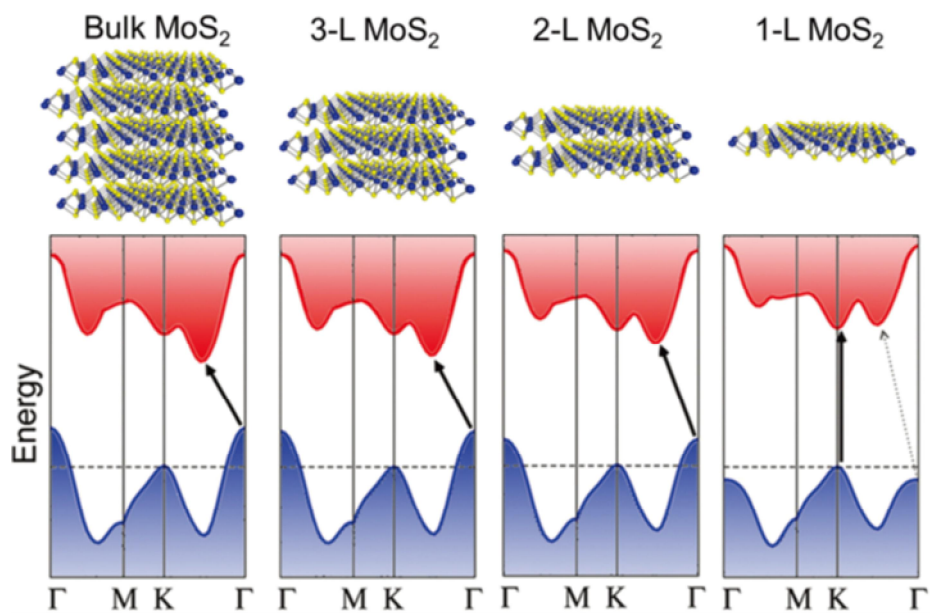 Bulk MoS₂
3-L MoS₂
2-L MoS₂
1-L MoS₂
Energy
Γ M K Γ
Γ M K Γ
Γ M K Γ
Γ M K Γ